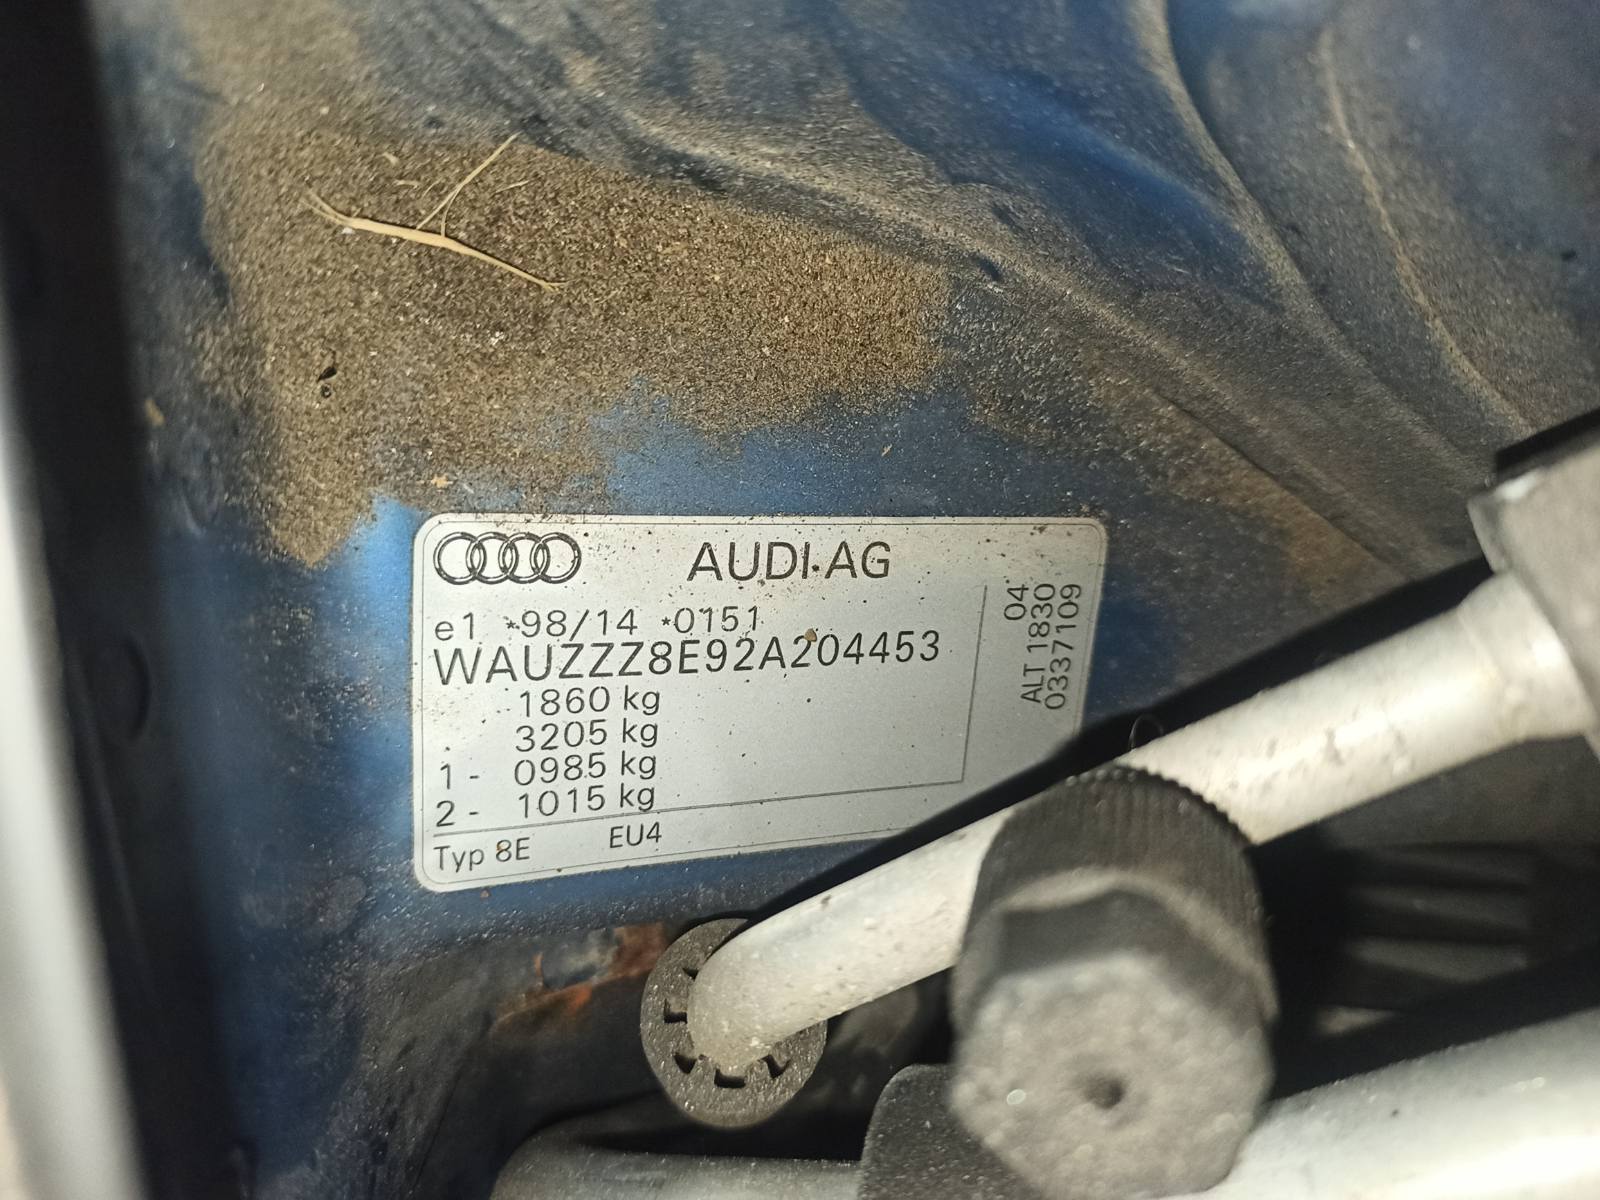 AUDI AG
e1 *98/14 *0151
WAUZZZ8E92A204453
1860 kg
3205 kg
1 - 0985 kg
2 - 1015 kg
Typ 8E EU4
04
ALT 1830
0337109